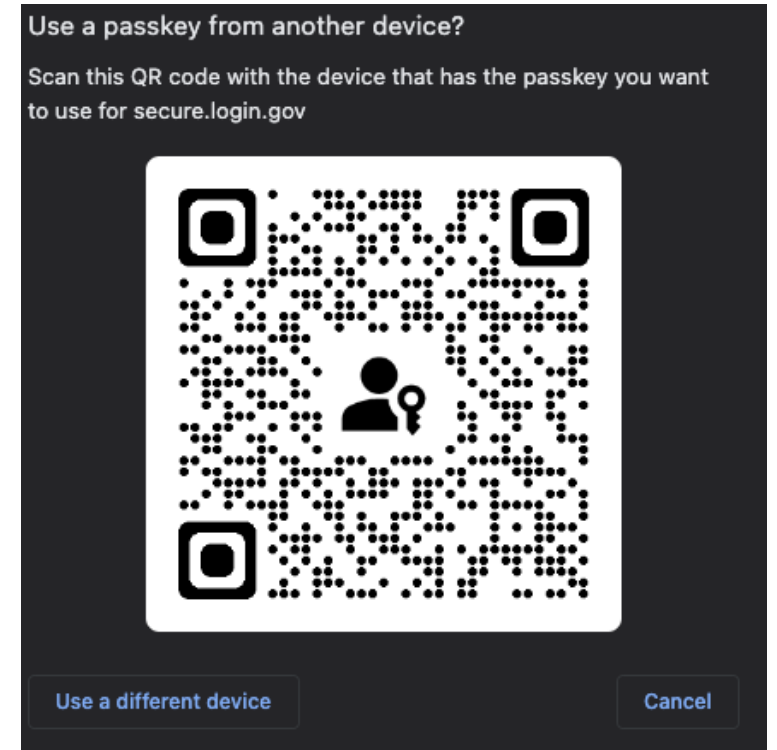 Use a passkey from another device?
Scan this QR code with the device that has the passkey you want
to use for secure.login.gov
Use a different device
Cancel